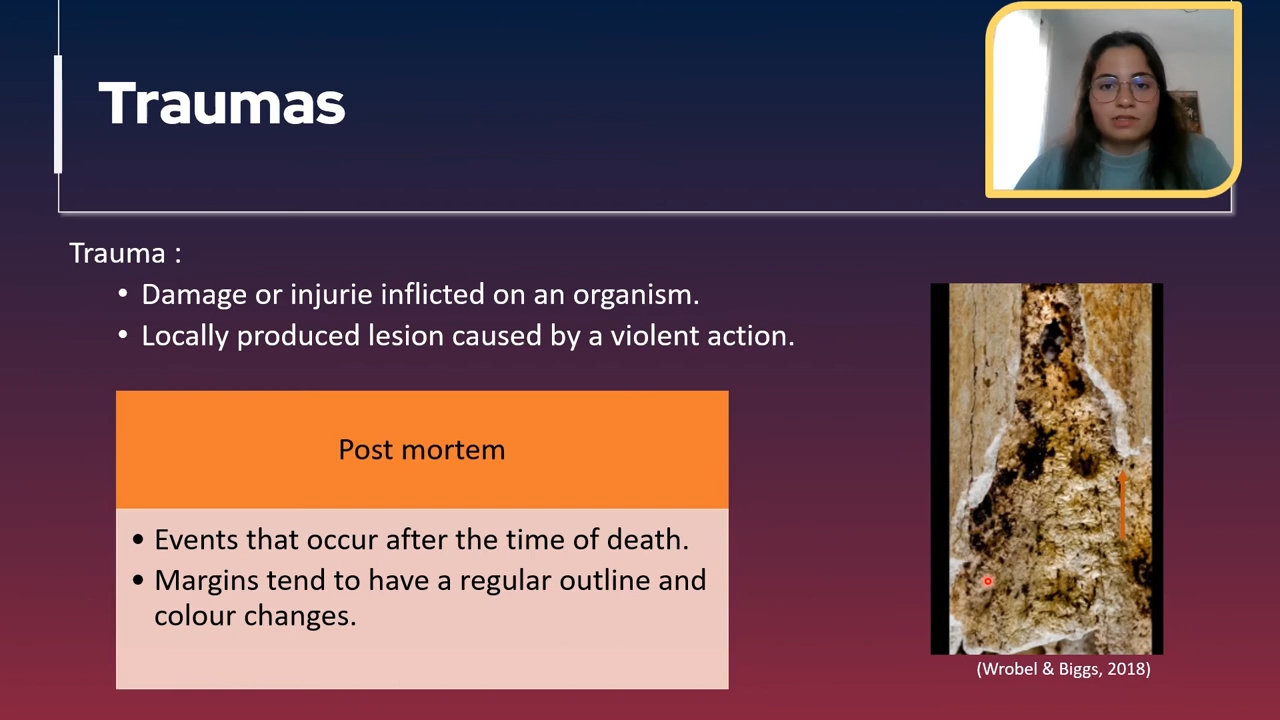 Traumas
Trauma :
• Damage or injurie inflicted on an organism.
• Locally produced lesion caused by a violent action.
Post mortem
• Events that occur after the time of death.
• Margins tend to have a regular outline and
colour changes.
(Wrobel & Biggs, 2018)